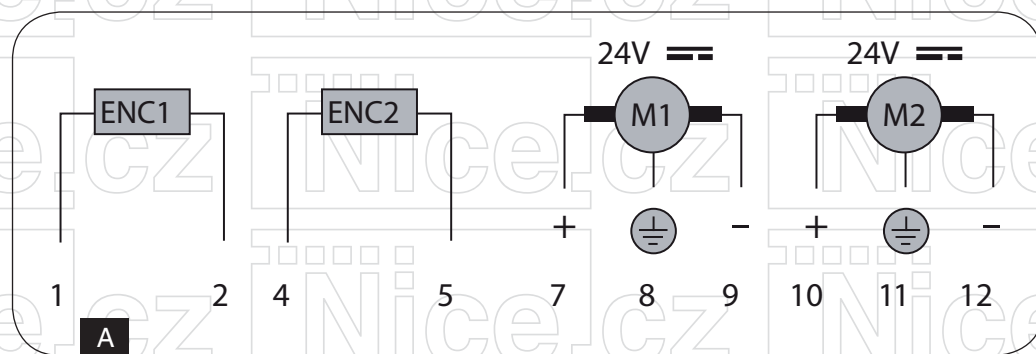 24V 24V
ENC1 ENC2 M1 M2
+ − + −
1 2 4 5 7 8 9 10 11 12
A
Nice.cz